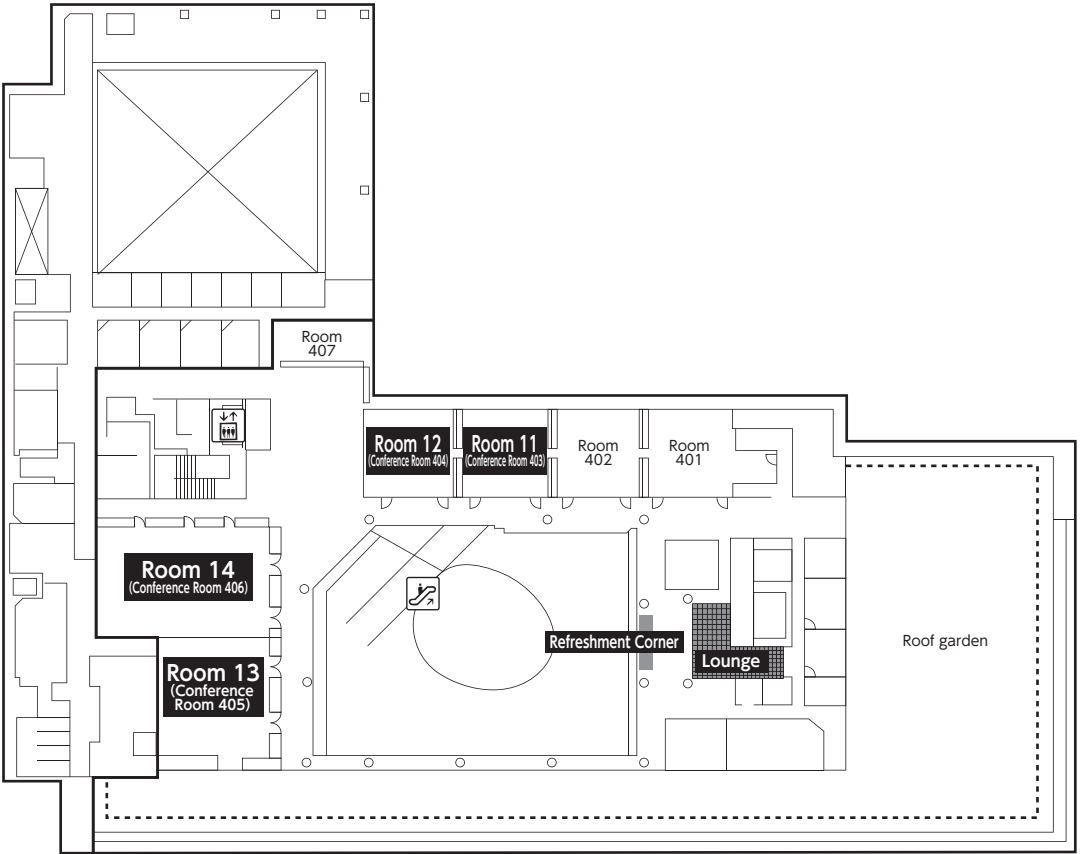 Room
407
Room 12
(Conference Room 404)
Room 11
(Conference Room 403)
Room
402
Room
401
Room 14
(Conference Room 406)
Refreshment Corner
Lounge
Roof garden
Room 13
(Conference
Room 405)